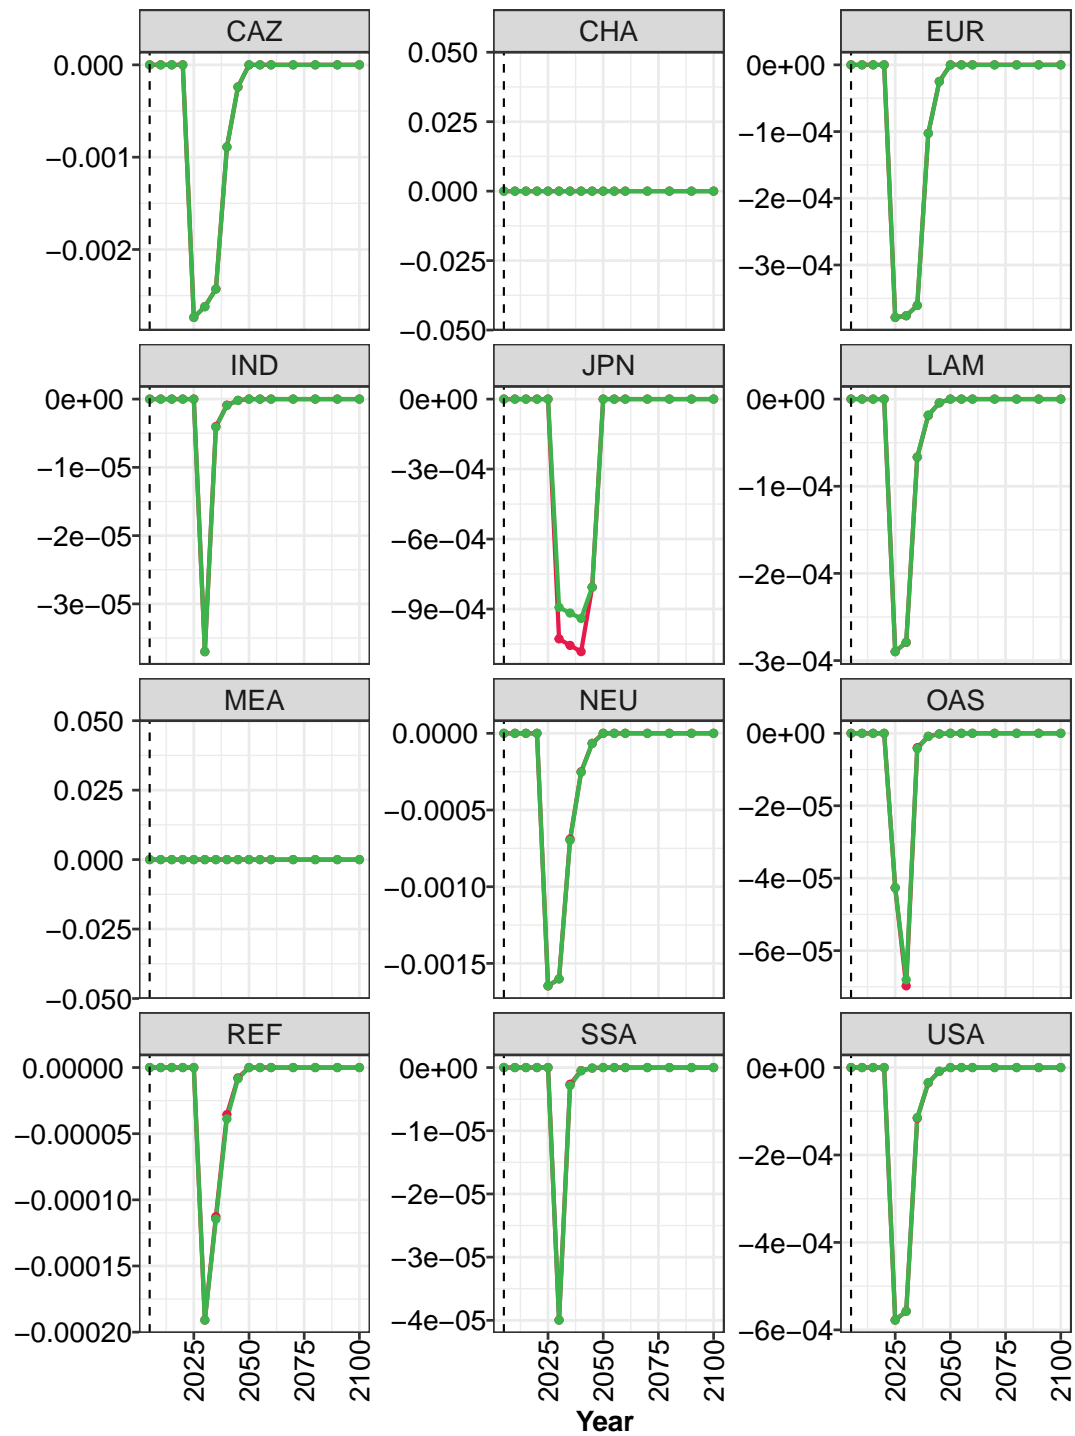 CAZ
0.000
−0.001
−0.002
CHA
0.050
0.025
0.000
−0.025
−0.050
EUR
0e+00
−1e−04
−2e−04
−3e−04
IND
0e+00
−1e−05
−2e−05
−3e−05
JPN
0e+00
−3e−04
−6e−04
−9e−04
LAM
0e+00
−1e−04
−2e−04
−3e−04
MEA
0.050
0.025
0.000
−0.025
−0.050
NEU
0.0000
−0.0005
−0.0010
−0.0015
OAS
0e+00
−2e−05
−4e−05
−6e−05
REF
0.00000
−0.00005
−0.00010
−0.00015
−0.00020
SSA
0e+00
−1e−05
−2e−05
−3e−05
−4e−05
USA
0e+00
−2e−04
−4e−04
−6e−04
2025 2050 2075 2100
2025 2050 2075 2100
2025 2050 2075 2100
Year